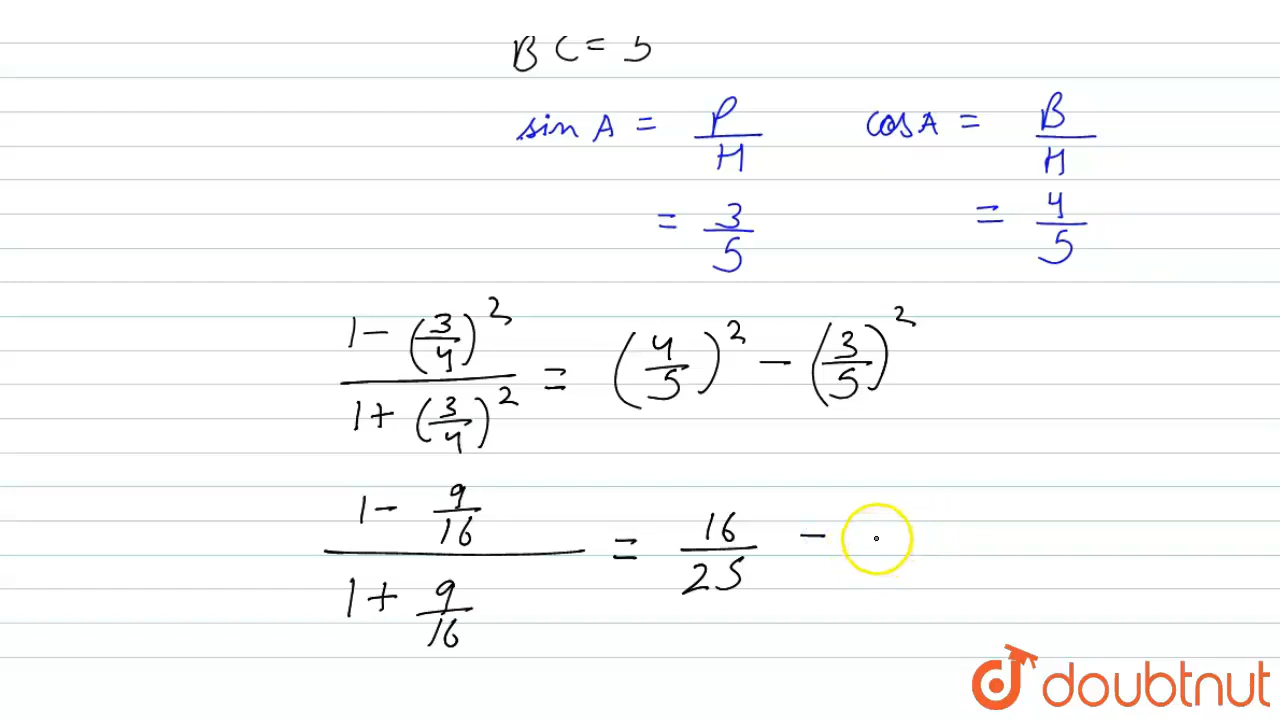 BC = 5
sin A = P/H cos A = B/H
= 3/5 = 4/5
(1 - (3/4)^2)/(1 + (3/4)^2) = (4/5)^2 - (3/5)^2
(1 - 9/16)/(1 + 9/16) = 16/25 -
doubtnut